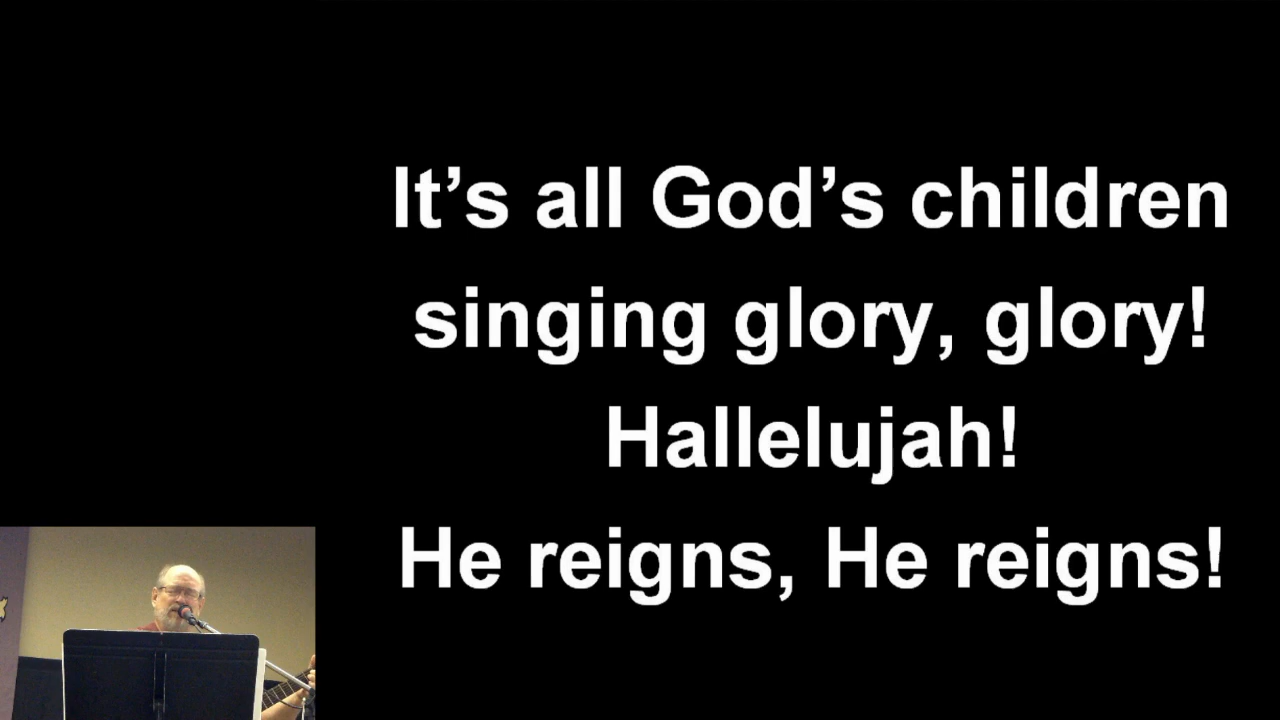 It’s all God’s children
singing glory, glory!
Hallelujah!
He reigns, He reigns!